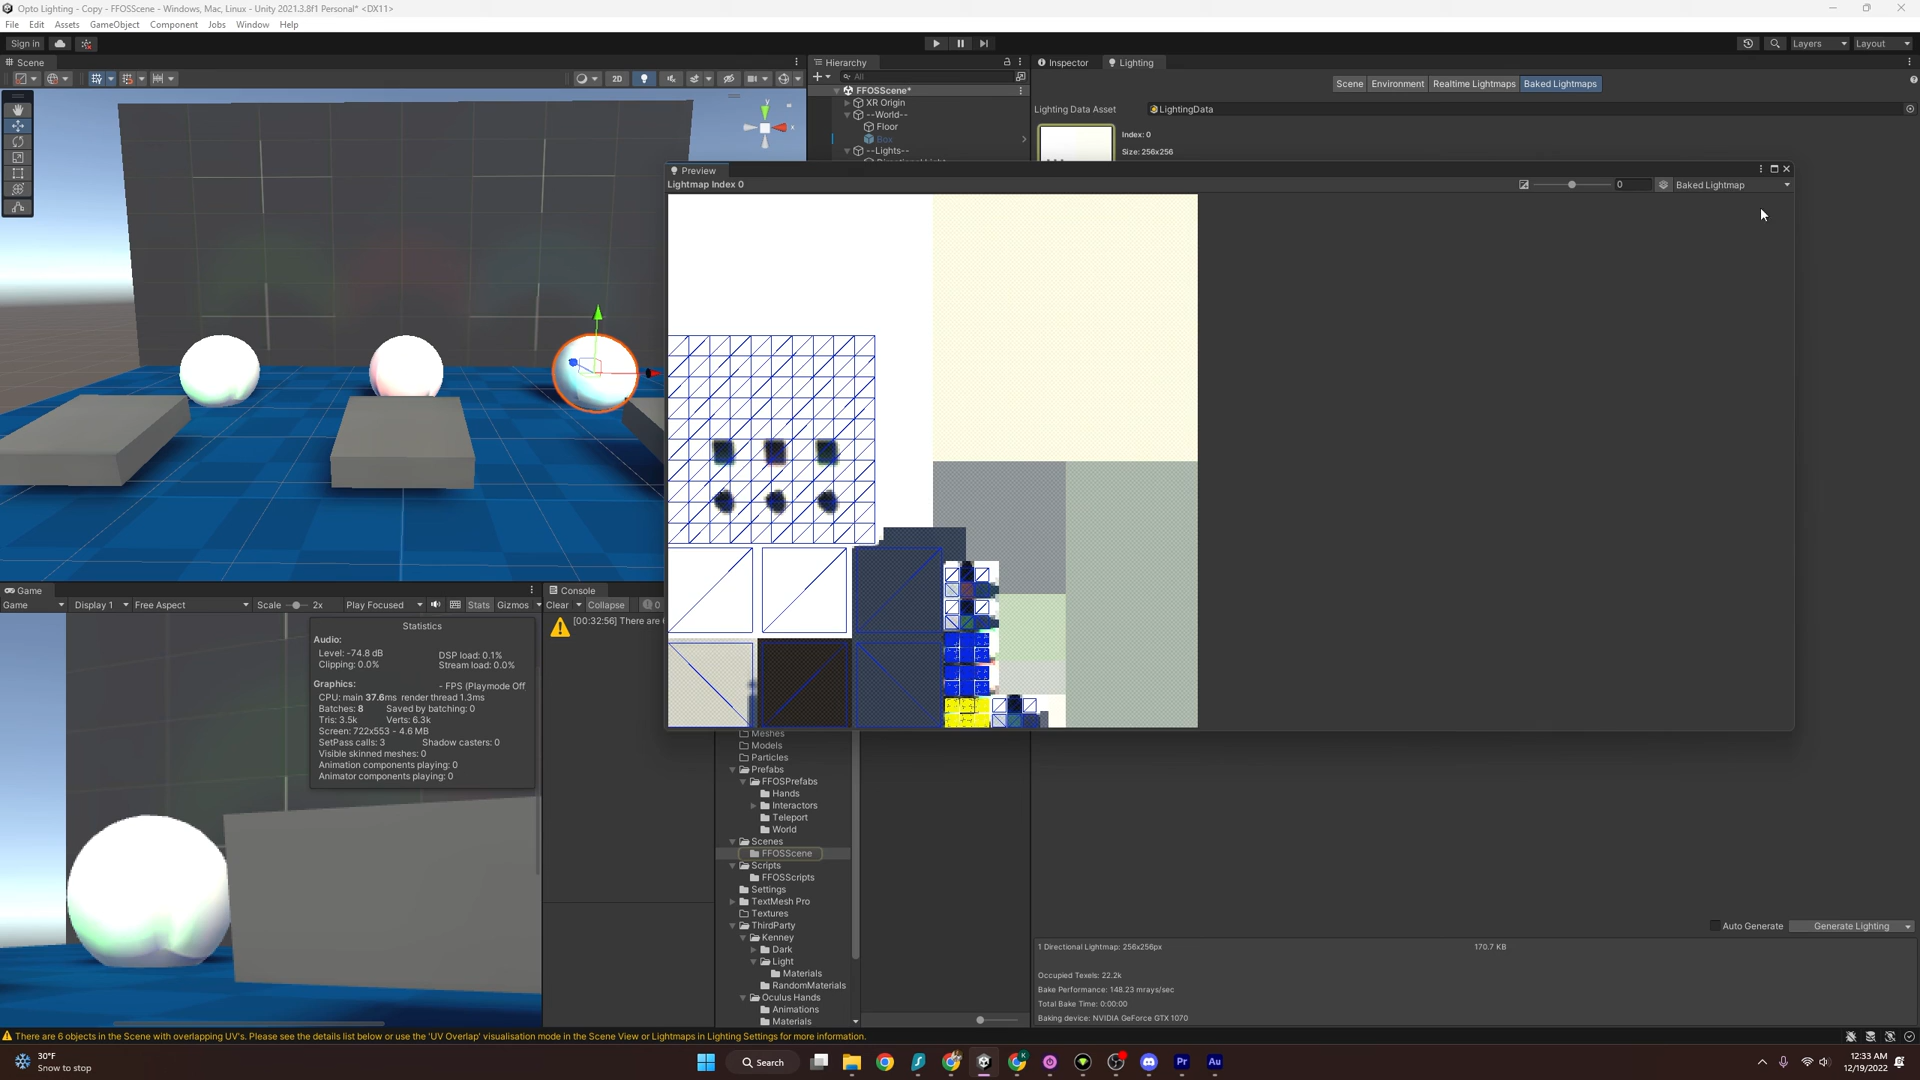 Opto Lighting - Copy - FFOSScene - Windows, Mac, Linux - Unity 2021.3.8f1 Personal* <DX11>
File Edit Assets GameObject Component Jobs Window Help
Sign in
Layers Layout
Scene
2D
Hierarchy
All
FFOSScene*
XR Origin
--World--
Floor
Box
--Lights--
Inspector Lighting
Scene Environment Realtime Lightmaps Baked Lightmaps
Lighting Data Asset LightingData
Index: 0
Size: 256x256
Preview
Lightmap Index 0
0 Baked Lightmap
Game
Game Display 1 Free Aspect Scale 2x Play Focused Stats Gizmos
Statistics
Audio:
Level: -74.8 dB DSP load: 0.1%
Clipping: 0.0% Stream load: 0.0%
Graphics: - FPS (Playmode Off
CPU: main 37.6ms render thread 1.3ms
Batches: 8 Saved by batching: 0
Tris: 3.5k Verts: 6.3k
Screen: 722x553 - 4.6 MB
SetPass calls: 3 Shadow casters: 0
Visible skinned meshes: 0
Animation components playing: 0
Animator components playing: 0
Console
Clear Collapse 0
[00:32:56] There are
Meshes
Models
Particles
Prefabs
FFOSPrefabs
Hands
Interactors
Teleport
World
Scenes
FFOSScene
Scripts
FFOSScripts
Settings
TextMesh Pro
Textures
ThirdParty
Kenney
Dark
Light
Materials
RandomMaterials
Oculus Hands
Animations
Materials
Auto Generate Generate Lighting
1 Directional Lightmap: 256x256px 170.7 KB
Occupied Texels: 22.2k
Bake Performance: 148.23 mrays/sec
Total Bake Time: 0:00:00
Baking device: NVIDIA GeForce GTX 1070
There are 6 objects in the Scene with overlapping UV's. Please see the details list below or use the 'UV Overlap' visualisation mode in the Scene View or Lightmaps in Lighting Settings for more information.
30°F
Snow to stop
Search
Pr
Au
12:33 AM
12/19/2022